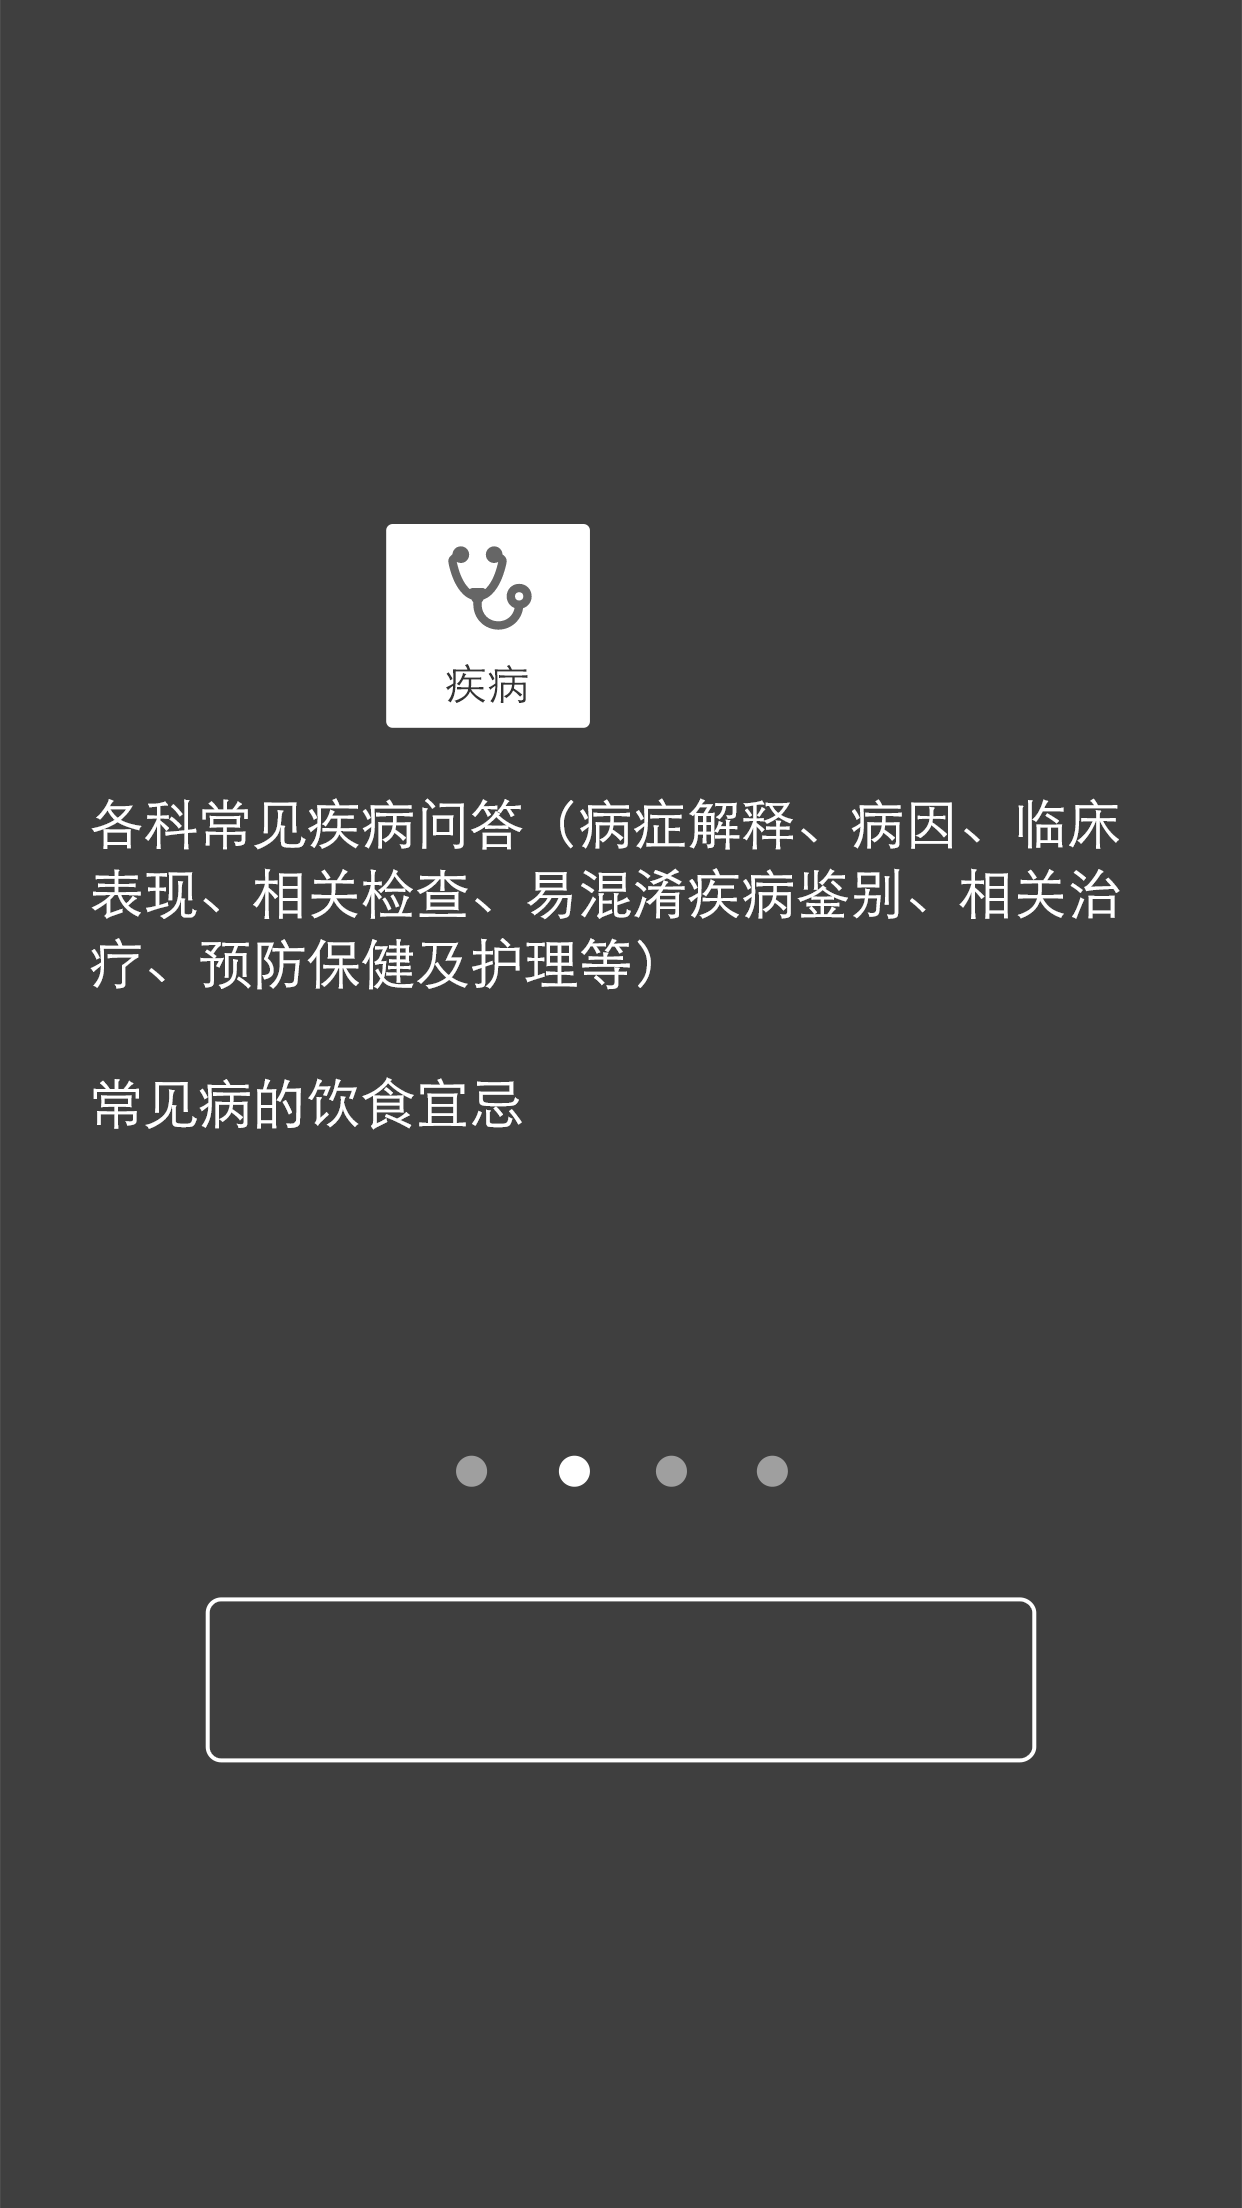 疾病
各科常见疾病问答（病症解释、病因、临床
表现、相关检查、易混淆疾病鉴别、相关治
疗、预防保健及护理等）
常见病的饮食宜忌